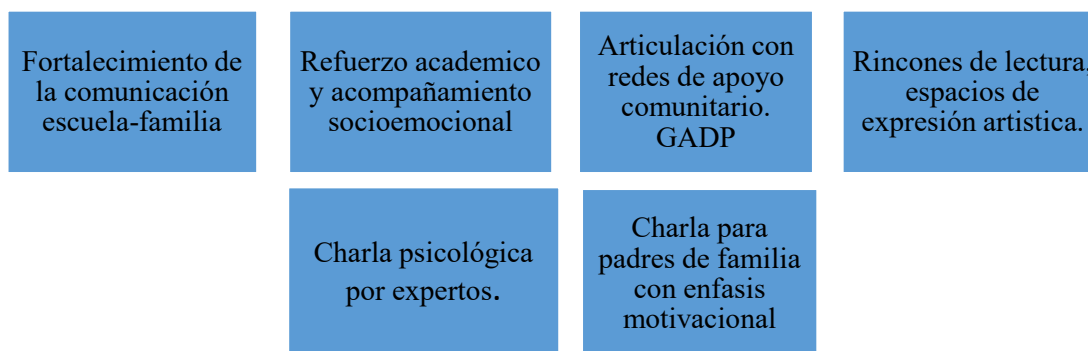 Fortalecimiento de
la comunicación
escuela-familia
Refuerzo academico
y acompañamiento
socioemocional
Articulación con
redes de apoyo
comunitario.
GADP
Rincones de lectura,
espacios de
expresión artistica.
Charla psicológica
por expertos.
Charla para
padres de familia
con enfasis
motivacional